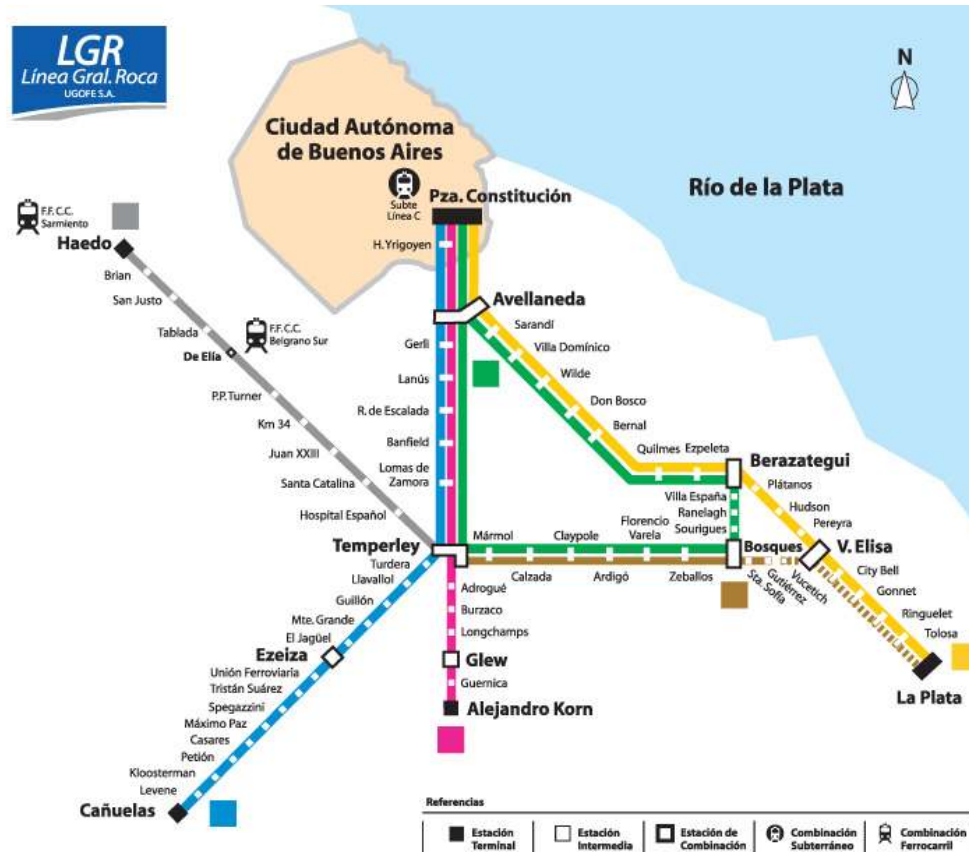 LGR
Línea Gral. Roca
UGOFE S.A.
N
Ciudad Autónoma
de Buenos Aires
Río de la Plata
Subte
Línea C
Pza. Constitución
F.F.C.C.
Sarmiento
Haedo
H. Yrigoyen
Brian
San Justo
Tablada
De Elía
F.F.C.C.
Belgrano Sur
P.P. Turner
Km 34
Juan XXIII
Santa Catalina
Hospital Español
Temperley
Avellaneda
Gerli
Lanús
R. de Escalada
Banfield
Lomas de
Zamora
Sarandí
Villa Domínico
Wilde
Don Bosco
Bernal
Quilmes
Ezpeleta
Berazategui
Villa España
Ranelagh
Sourigues
Bosques
Plátanos
Hudson
Pereyra
V. Elisa
City Bell
Gonnet
Ringuelet
Tolosa
La Plata
Mármol
Claypole
Florencio
Varela
Calzada
Ardigó
Zeballos
Sta. Sofía
Gutiérrez
Vucetich
Turdera
Llavallol
Guillón
Mte. Grande
El Jagüel
Ezeiza
Unión Ferroviaria
Tristán Suárez
Spegazzini
Máximo Paz
Casares
Petión
Kloosterman
Levene
Cañuelas
Adrogué
Burzaco
Longchamps
Glew
Guernica
Alejandro Korn
Referencias
Estación
Terminal
Estación
Intermedia
Estación de
Combinación
Combinación
Subterráneo
Combinación
Ferrocarril